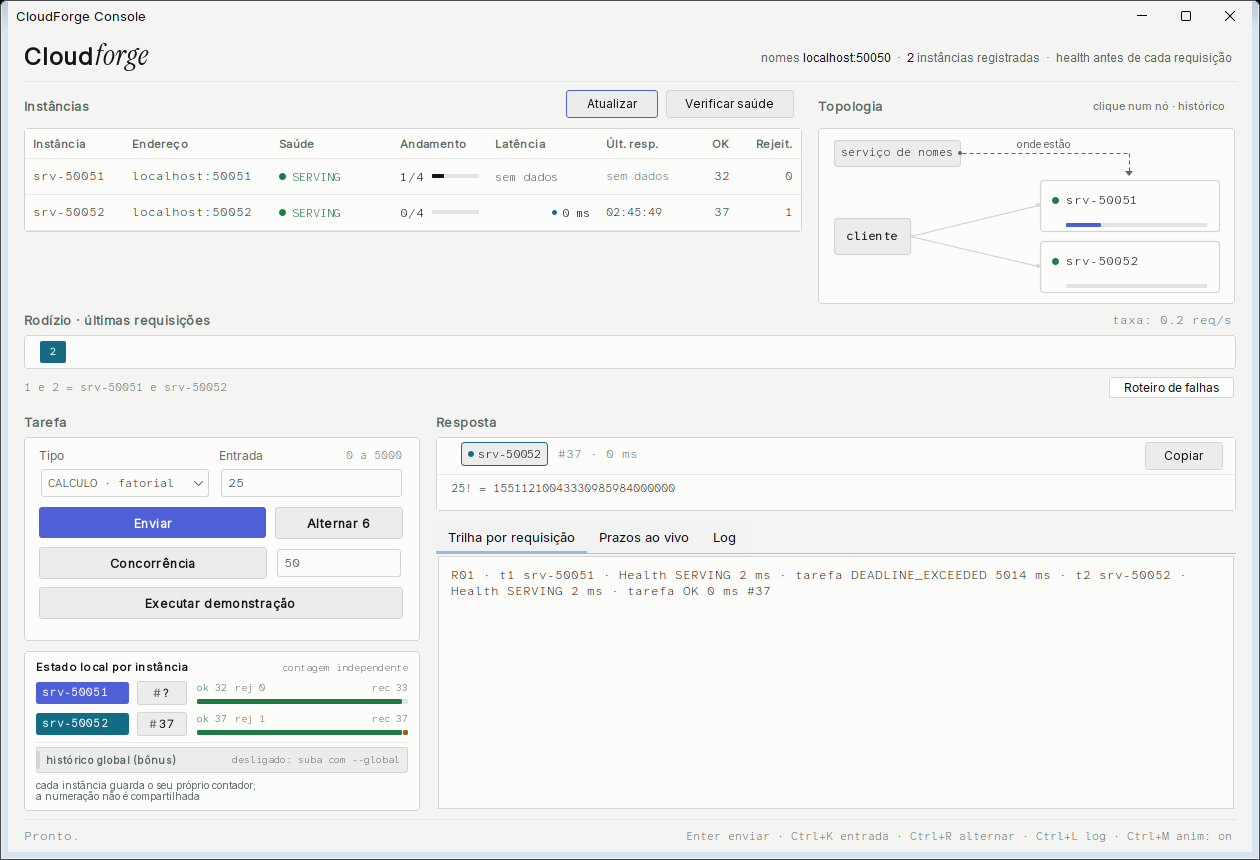 CloudForge Console
Cloudforge
nomes localhost:50050 · 2 instâncias registradas · health antes de cada requisição
Instâncias
Atualizar
Verificar saúde
Instância Endereço Saúde Andamento Latência Últ. resp. OK Rejeit.
srv-50051 localhost:50051 SERVING 1/4 sem dados sem dados 32 0
srv-50052 localhost:50052 SERVING 0/4 0 ms 02:45:49 37 1
Topologia
clique num nó · histórico
serviço de nomes
onde estão
srv-50051
cliente
srv-50052
Rodízio · últimas requisições
taxa: 0.2 req/s
2
1 e 2 = srv-50051 e srv-50052
Roteiro de falhas
Tarefa
Tipo
Entrada
0 a 5000
CALCULO · fatorial
25
Enviar
Alternar 6
Concorrência
50
Executar demonstração
Estado local por instância
contagem independente
srv-50051 #? ok 32 rej 0 rec 33
srv-50052 #37 ok 37 rej 1 rec 37
histórico global (bônus)
desligado: suba com --global
cada instância guarda o seu próprio contador;
a numeração não é compartilhada
Resposta
srv-50052 #37 · 0 ms
Copiar
25! = 15511210043330985984000000
Trilha por requisição
Prazos ao vivo
Log
R01 · t1 srv-50051 · Health SERVING 2 ms · tarefa DEADLINE_EXCEEDED 5014 ms · t2 srv-50052 ·
Health SERVING 2 ms · tarefa OK 0 ms #37
Pronto.
Enter enviar · Ctrl+K entrada · Ctrl+R alternar · Ctrl+L log · Ctrl+M anim: on